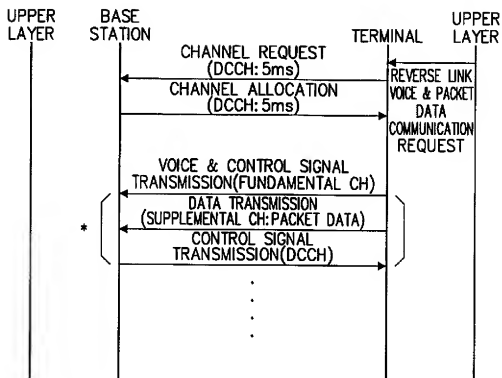 UPPER
LAYER
BASE
STATION
TERMINAL
UPPER
LAYER
CHANNEL REQUEST
(DCCH: 5ms)
CHANNEL ALLOCATION
(DCCH: 5ms)
REVERSE LINK
VOICE & PACKET
DATA
COMMUNICATION
REQUEST
VOICE & CONTROL SIGNAL
TRANSMISSION(FUNDAMENTAL CH)
DATA TRANSMISSION
(SUPPLEMENTAL CH: PACKET DATA)
*
CONTROL SIGNAL
TRANSMISSION(DCCH)